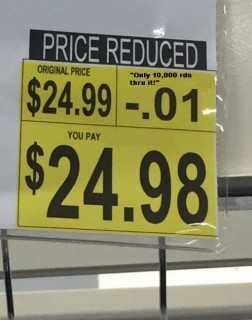 PRICE REDUCED
ORIGINAL PRICE
$24.99
"Only 10,000 rds
thru it!"
-.01
YOU PAY
$24.98